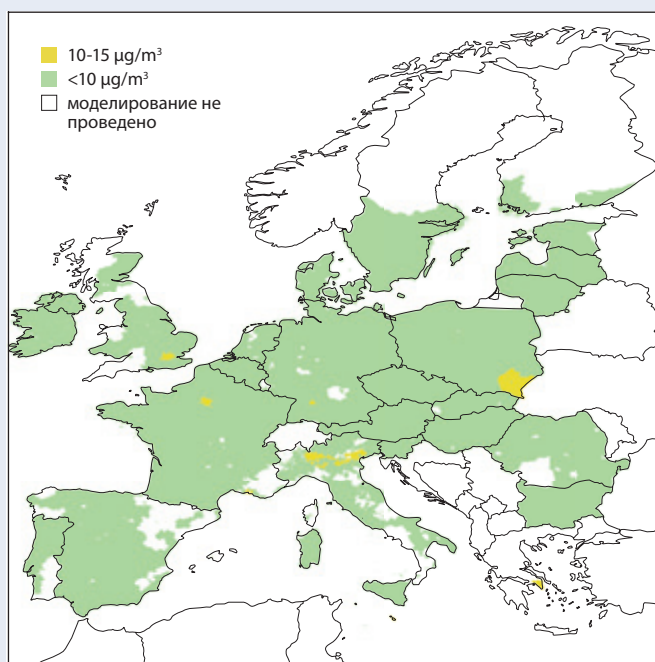 10-15 µg/m³
<10 µg/m³
моделирование не
проведено